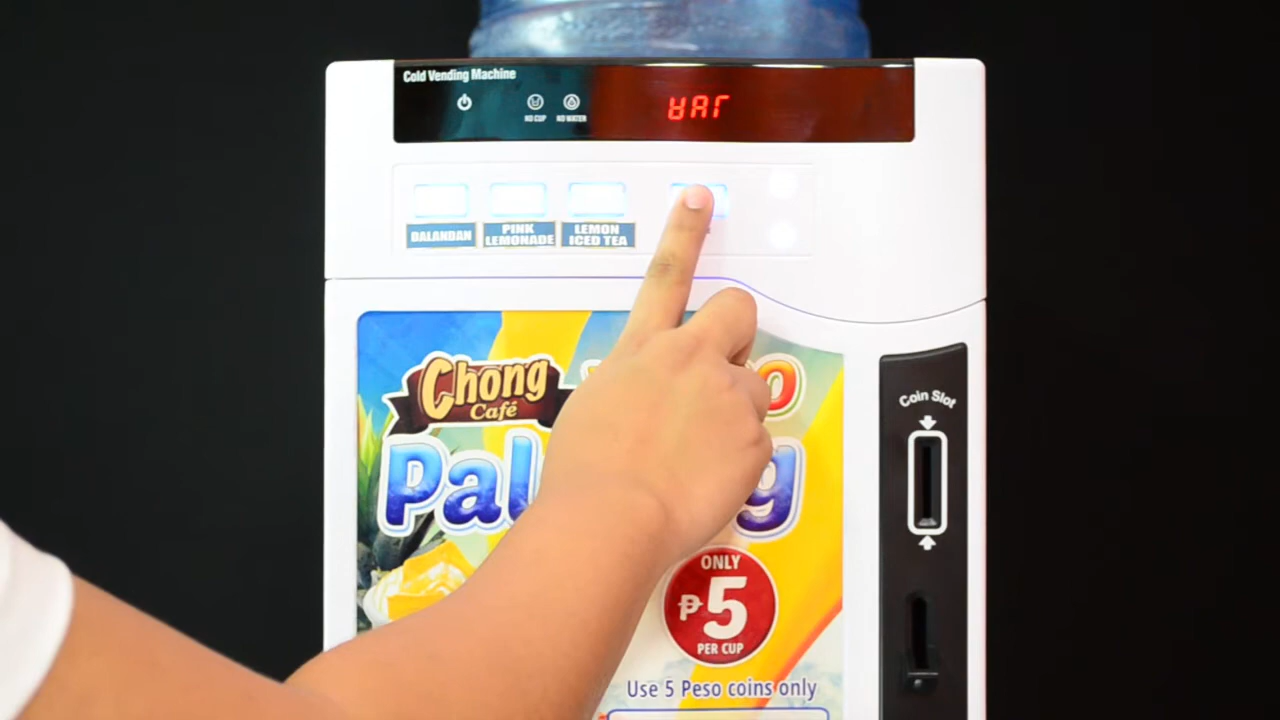 Cold Vending Machine
NO CUP
NO WATER
DALANDAN
PINK
LEMONADE
LEMON
ICED TEA
Chong
Café
Coin Slot
ONLY
₱5
PER CUP
Use 5 Peso coins only